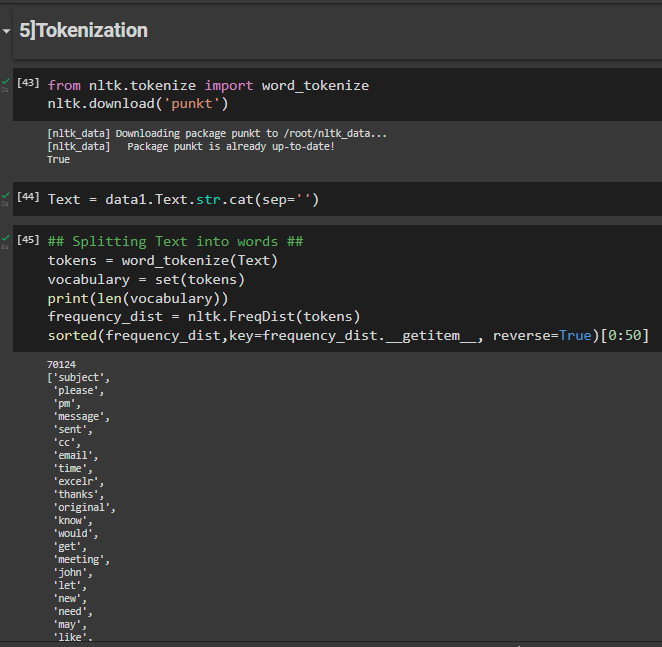 5]Tokenization
[43] from nltk.tokenize import word_tokenize
nltk.download('punkt')
0s
[nltk_data] Downloading package punkt to /root/nltk_data...
[nltk_data]   Package punkt is already up-to-date!
True
[44] Text = data1.Text.str.cat(sep='')
0s
[45] ## Splitting Text into words ##
6s
tokens = word_tokenize(Text)
vocabulary = set(tokens)
print(len(vocabulary))
frequency_dist = nltk.FreqDist(tokens)
sorted(frequency_dist,key=frequency_dist.__getitem__, reverse=True)[0:50]
70124
['subject',
'please',
'pm',
'message',
'sent',
'cc',
'email',
'time',
'excelr',
'thanks',
'original',
'know',
'would',
'get',
'meeting',
'john',
'let',
'new',
'need',
'may',
'like',